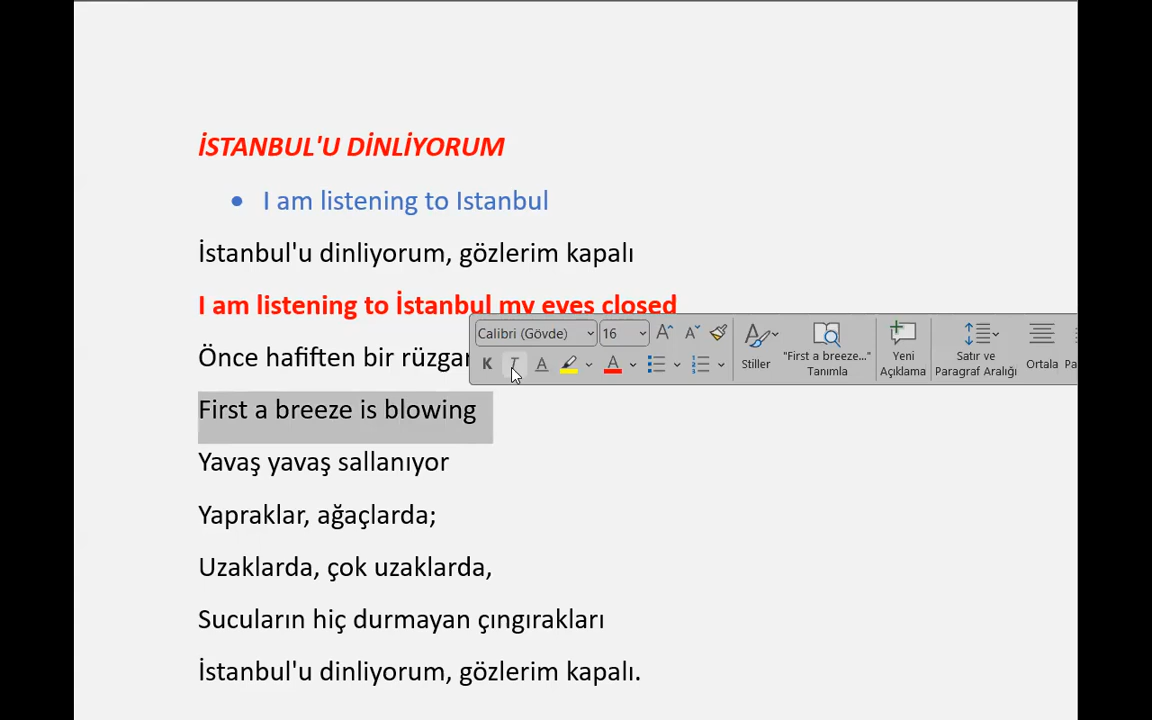 İSTANBUL'U DİNLİYORUM
• I am listening to Istanbul
İstanbul'u dinliyorum, gözlerim kapalı
I am listening to İstanbul my eyes closed
Önce hafiften bir rüzgar
Calibri (Gövde) 16
K T A A
Stiller
"First a breeze..." Tanımla
Yeni Açıklama
Satır ve Paragraf Aralığı
Ortala
First a breeze is blowing
Yavaş yavaş sallanıyor
Yapraklar, ağaçlarda;
Uzaklarda, çok uzaklarda,
Sucuların hiç durmayan çıngırakları
İstanbul'u dinliyorum, gözlerim kapalı.